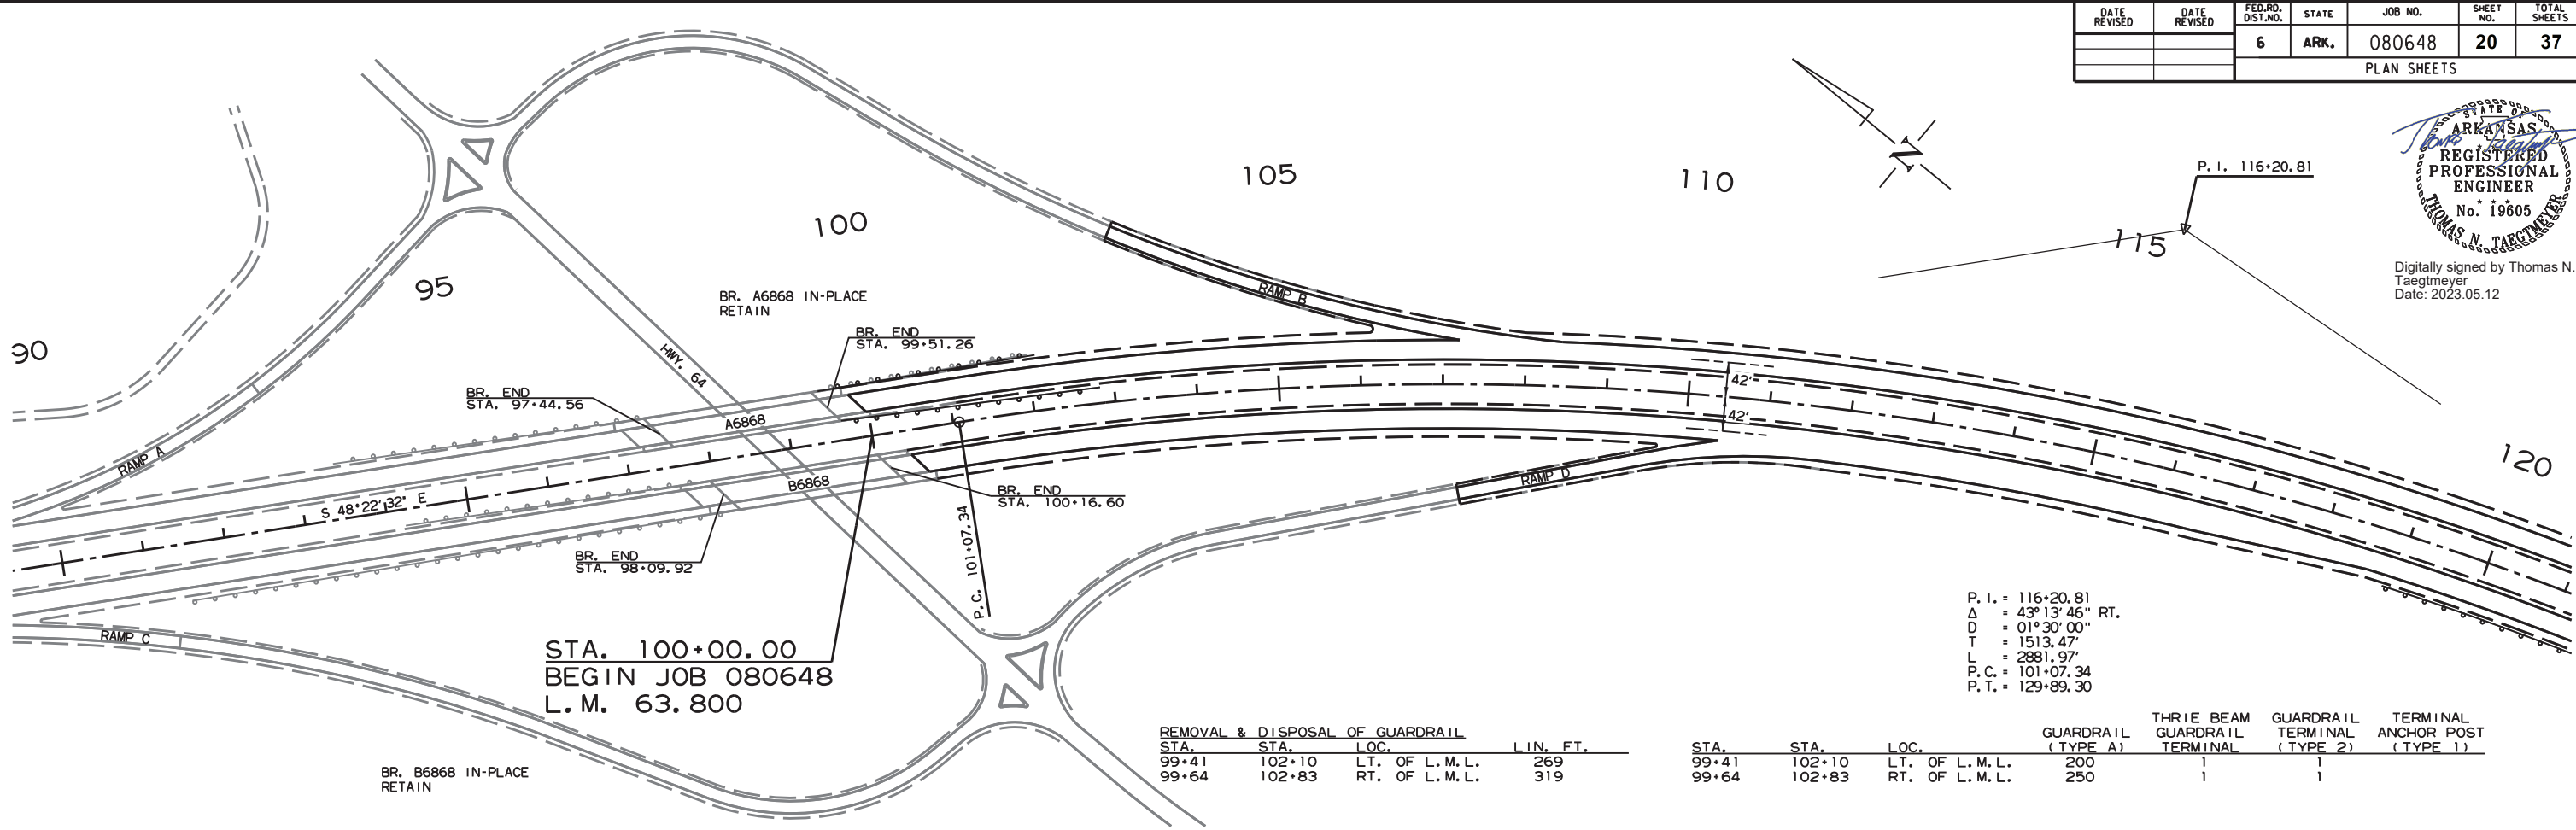 DATE REVISED DATE REVISED FED.RD. DIST.NO. STATE JOB NO. SHEET NO. TOTAL SHEETS
6 ARK. 080648 20 37
PLAN SHEETS
STATE OF
ARKANSAS
REGISTERED
PROFESSIONAL
ENGINEER
No. 19605
THOMAS N. TAEGTMEYER
Digitally signed by Thomas N.
Taegtmeyer
Date: 2023.05.12
N
P.I. 116+20.81
90
95
100
105
110
115
120
BR. A6868 IN-PLACE
RETAIN
RAMP B
BR. END
STA. 99+51.26
HWY. 64
BR. END
STA. 97+44.56
A6868
42'
42'
RAMP A
B6868
S 48°22'32" E
BR. END
STA. 100+16.60
RAMP D
P.C. 101+07.34
BR. END
STA. 98+09.92
RAMP C
STA. 100+00.00
BEGIN JOB 080648
L.M. 63.800
BR. B6868 IN-PLACE
RETAIN
P.I. = 116+20.81
Δ = 43°13'46" RT.
D = 01°30'00"
T = 1513.47'
L = 2881.97'
P.C. = 101+07.34
P.T. = 129+89.30
REMOVAL & DISPOSAL OF GUARDRAIL
STA. STA. LOC. LIN. FT.
99+41 102+10 LT. OF L.M.L. 269
99+64 102+83 RT. OF L.M.L. 319
THRIE BEAM GUARDRAIL TERMINAL
GUARDRAIL GUARDRAIL TERMINAL ANCHOR POST
STA. STA. LOC. (TYPE A) TERMINAL (TYPE 2) (TYPE 1)
99+41 102+10 LT. OF L.M.L. 200 1 1
99+64 102+83 RT. OF L.M.L. 250 1 1